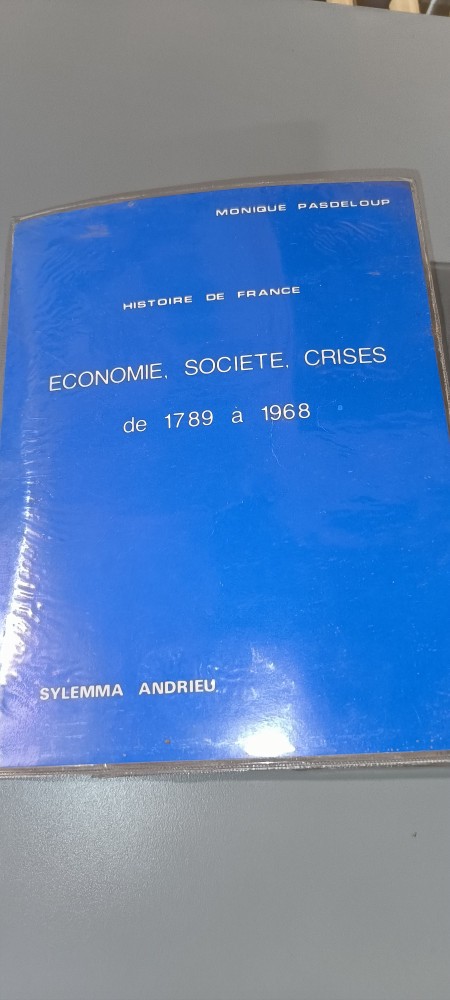 MONIQUE PASDELOUP
HISTOIRE DE FRANCE
ECONOMIE, SOCIETE, CRISES
de 1789 à 1968
SYLEMMA ANDRIEU